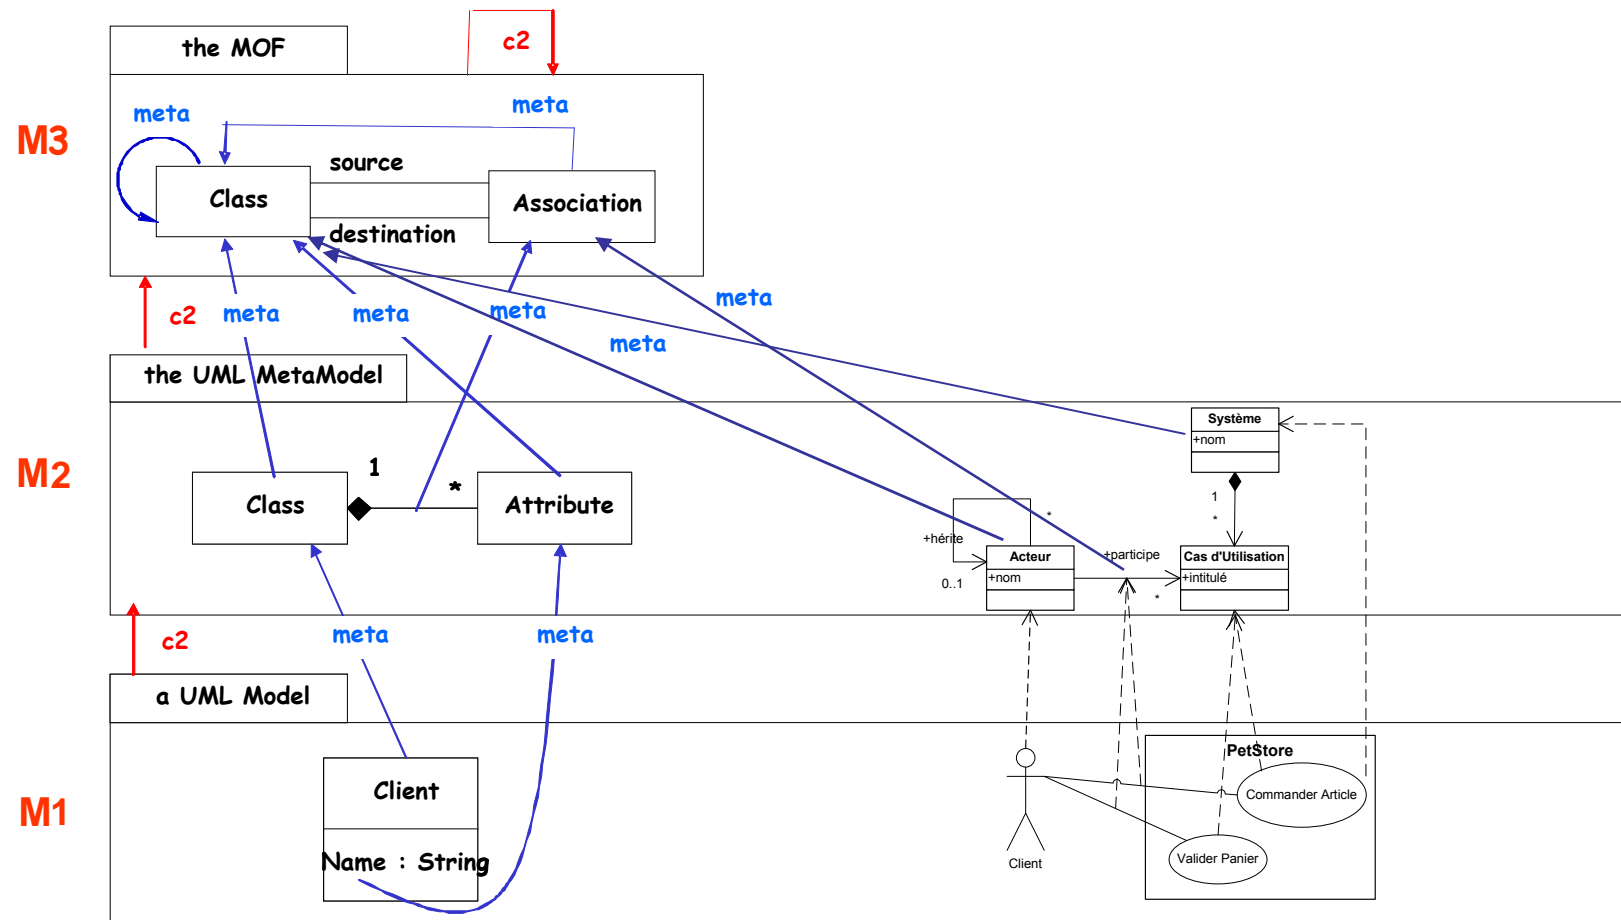 the MOF
c2
M3
meta
meta
source
Class
Association
destination
c2
meta
meta
meta
meta
meta
the UML MetaModel
M2
Système
+nom
1
*
Class
Attribute
1
*
*
+hérite
Acteur
+participe
Cas d'Utilisation
0..1
+nom
*
+intitulé
c2
meta
meta
a UML Model
M1
Client
Name : String
PetStore
Commander Article
Valider Panier
Client